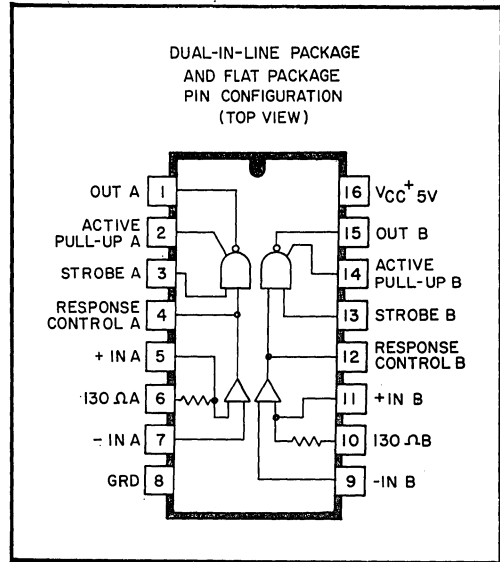 DUAL-IN-LINE PACKAGE
AND FLAT PACKAGE
PIN CONFIGURATION
(TOP VIEW)
OUT A 1
ACTIVE
PULL-UP A 2
STROBE A 3
RESPONSE
CONTROL A 4
+ IN A 5
130 ΩA 6
- IN A 7
GRD 8
16 VCC+ 5V
15 OUT B
14 ACTIVE
PULL-UP B
13 STROBE B
12 RESPONSE
CONTROL B
11 +IN B
10 130 ΩB
9 -IN B